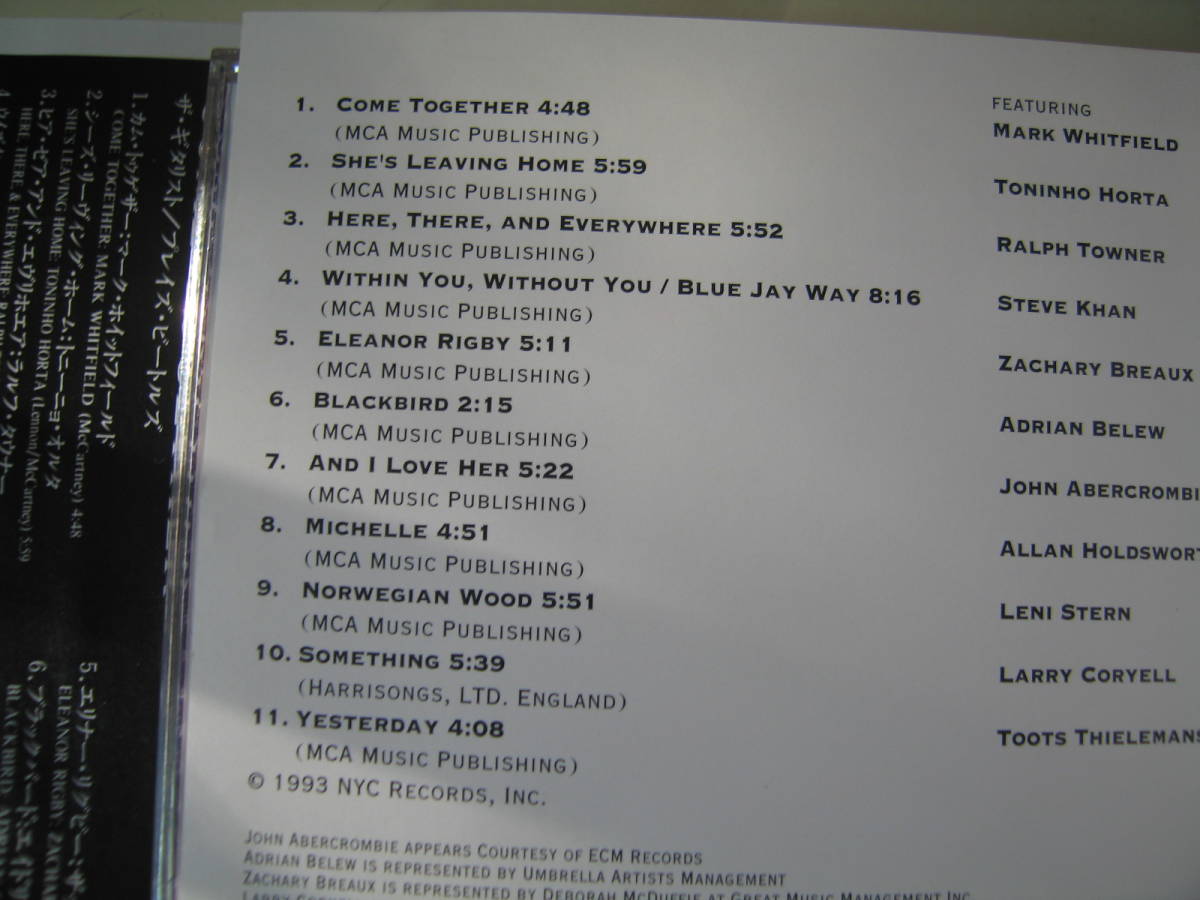 1. COME TOGETHER 4:48
(MCA MUSIC PUBLISHING)
2. SHE'S LEAVING HOME 5:59
(MCA MUSIC PUBLISHING)
3. HERE, THERE, AND EVERYWHERE 5:52
(MCA MUSIC PUBLISHING)
4. WITHIN YOU, WITHOUT YOU / BLUE JAY WAY 8:16
(MCA MUSIC PUBLISHING)
5. ELEANOR RIGBY 5:11
(MCA MUSIC PUBLISHING)
6. BLACKBIRD 2:15
(MCA MUSIC PUBLISHING)
7. AND I LOVE HER 5:22
(MCA MUSIC PUBLISHING)
8. MICHELLE 4:51
(MCA MUSIC PUBLISHING)
9. NORWEGIAN WOOD 5:51
(MCA MUSIC PUBLISHING)
10. SOMETHING 5:39
(HARRISONGS, LTD. ENGLAND)
11. YESTERDAY 4:08
(MCA MUSIC PUBLISHING)
© 1993 NYC RECORDS, INC.
FEATURING
MARK WHITFIELD
TONINHO HORTA
RALPH TOWNER
STEVE KHAN
ZACHARY BREAUX
ADRIAN BELEW
JOHN ABERCROMBI
ALLAN HOLDSWORT
LENI STERN
LARRY CORYELL
TOOTS THIELEMANS
JOHN ABERCROMBIE APPEARS COURTESY OF ECM RECORDS
ADRIAN BELEW IS REPRESENTED BY UMBRELLA ARTISTS MANAGEMENT
ZACHARY BREAUX IS REPRESENTED BY DEBORAH MCDUFFIE AT GREAT MUSIC MANAGEMENT INC
ザ・ギタリスト/プレイズ・ビートルズ
1. カム・トゥゲザー:マーク・ホイットフィールド
(COME TOGETHER: MARK WHITFIELD (McCartney) 4:48
2. シーズ・リーヴィング・ホーム:トニーニョ・オルタ
SHE'S LEAVING HOME: TONINHO HORTA (Lennon/McCartney) 5:59
3. ヒア・ゼア・アンド・エヴリホエア:ラルフ・タウナー
HERE, THERE & EVERYWHERE:
5. エリナー・リグビー:ザ
ELEANOR RIGBY: ZACHA
6. ブラックバード:エイドリ
BLACKBIRD: